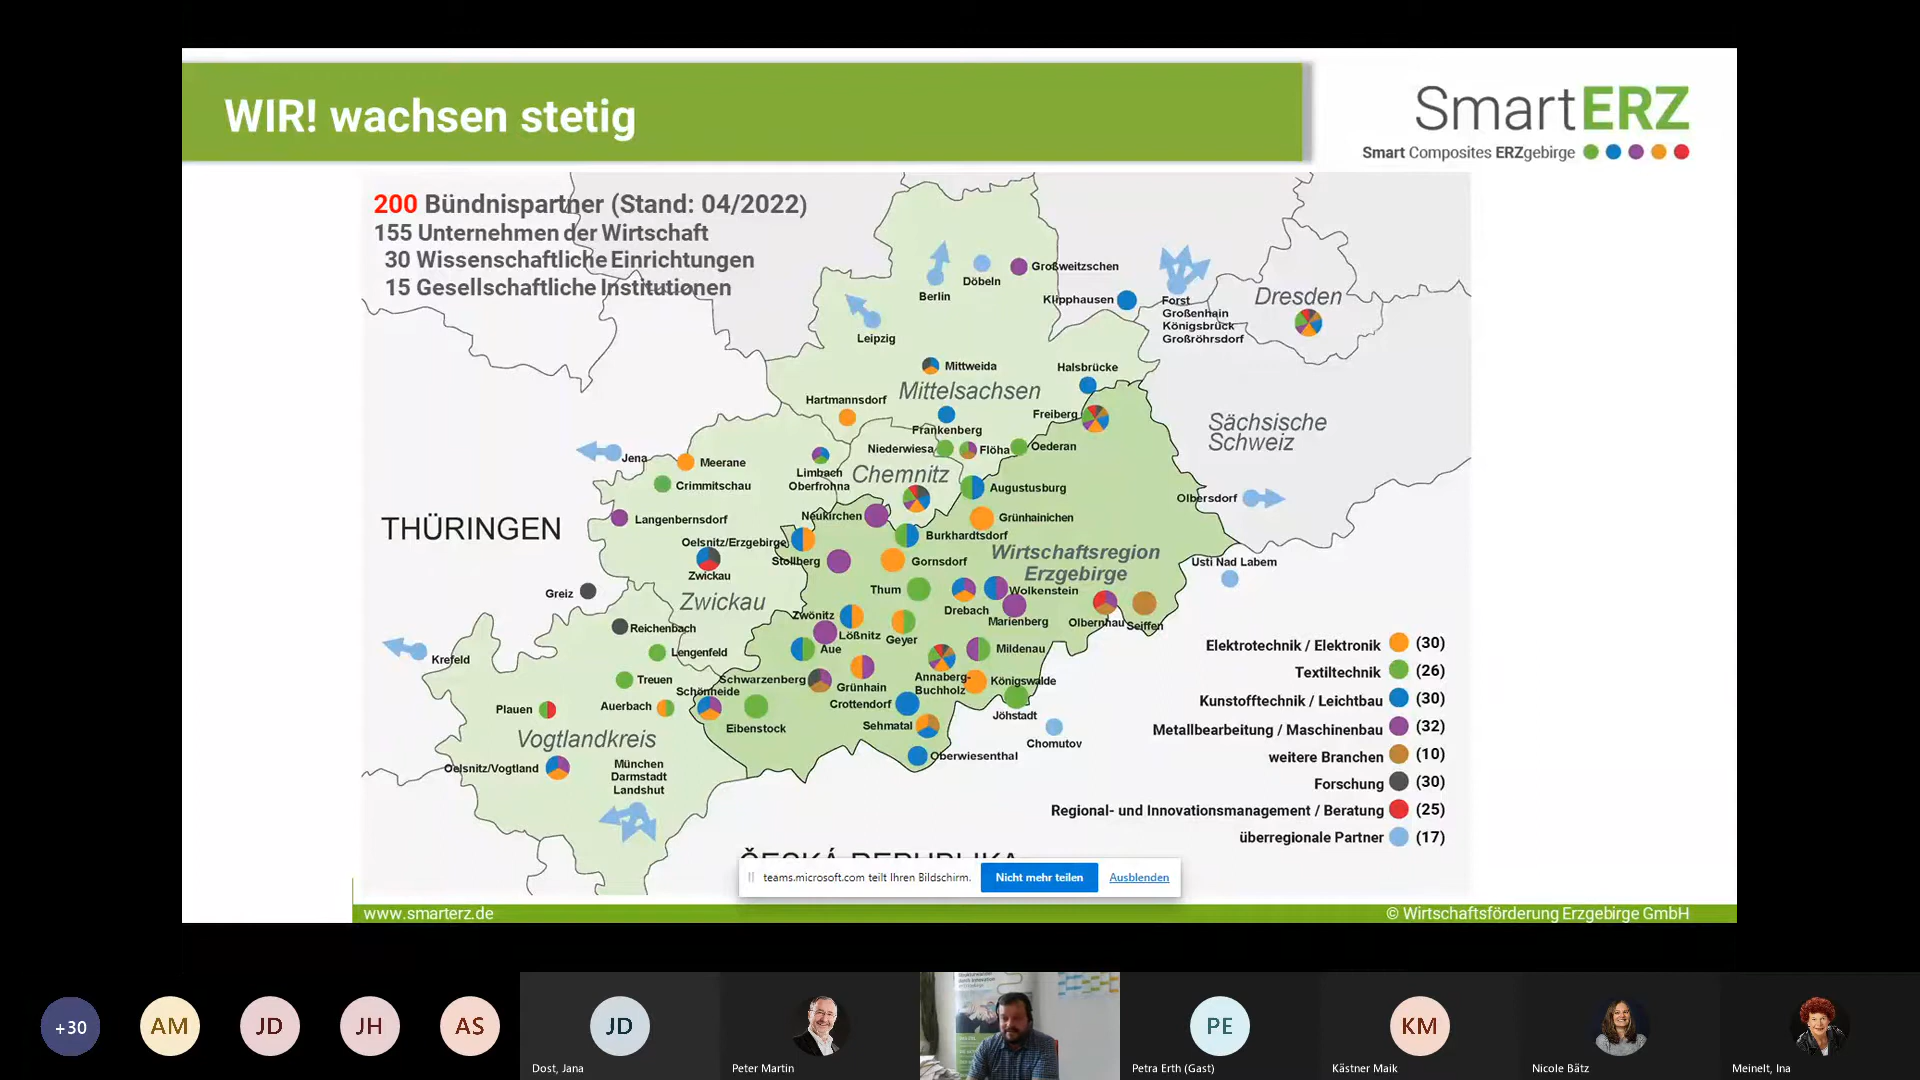 WIR! wachsen stetig
SmartERZ
Smart Composites ERZgebirge
200 Bündnispartner (Stand: 04/2022)
155 Unternehmen der Wirtschaft
30 Wissenschaftliche Einrichtungen
15 Gesellschaftliche Institutionen
Großweitzschen
Döbeln
Berlin
Klipphausen
Forst
Großenhain
Königsbrück
Großröhrsdorf
Dresden
Leipzig
Mittweida
Halsbrücke
Mittelsachsen
Hartmannsdorf
Freiberg
Frankenberg
Sächsische
Schweiz
Niederwiesa
Flöha
Oederan
Jena
Meerane
Limbach
Oberfrohna
Chemnitz
Crimmitschau
Augustusburg
Olbersdorf
THÜRINGEN
Langenbernsdorf
Neukirchen
Grünhainichen
Oelsnitz/Erzgebirge
Burkhardtsdorf
Wirtschaftsregion
Erzgebirge
Stollberg
Gornsdorf
Usti Nad Labem
Zwickau
Greiz
Thum
Wolkenstein
Zwickau
Drebach
Marienberg
Olbernhau
Seiffen
Zwönitz
Reichenbach
Lößnitz
Geyer
Krefeld
Lengenfeld
Aue
Mildenau
Treuen
Schwarzenberg
Grünhain
Annaberg-
Buchholz
Königswalde
Schönheide
Plauen
Auerbach
Crottendorf
Jöhstadt
Eibenstock
Sehmatal
Vogtlandkreis
Chomutov
Oberwiesenthal
Oelsnitz/Vogtland
München
Darmstadt
Landshut
Elektrotechnik / Elektronik (30)
Textiltechnik (26)
Kunstofftechnik / Leichtbau (30)
Metallbearbeitung / Maschinenbau (32)
weitere Branchen (10)
Forschung (30)
Regional- und Innovationsmanagement / Beratung (25)
überregionale Partner (17)
ČESKÁ REPUBLIKA
teams.microsoft.com teilt Ihren Bildschirm. Nicht mehr teilen Ausblenden
www.smarterz.de
© Wirtschaftsförderung Erzgebirge GmbH
+30
AM
JD
JH
AS
JD
PE
KM
Dost, Jana
Peter Martin
Petra Erth (Gast)
Kästner Maik
Nicole Bätz
Meinelt, Ina